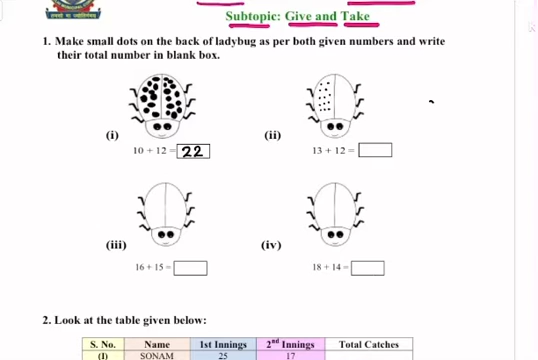 Subtopic: Give and Take
1. Make small dots on the back of ladybug as per both given numbers and write
their total number in blank box.
(i)
10 + 12 = 22
(ii)
13 + 12 =
(iii)
16 + 15 =
(iv)
18 + 14 =
2. Look at the table given below:
S. No. Name 1st Innings 2nd Innings Total Catches
(I) SONAM 25 17